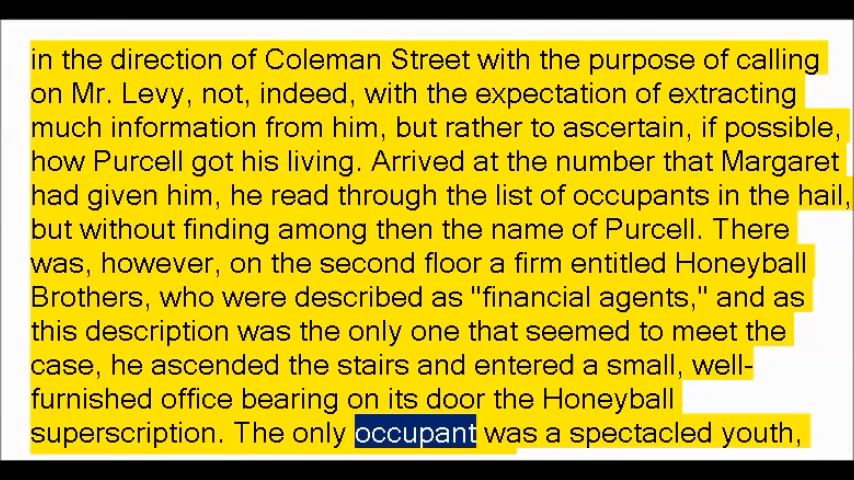 in the direction of Coleman Street with the purpose of calling
on Mr. Levy, not, indeed, with the expectation of extracting
much information from him, but rather to ascertain, if possible,
how Purcell got his living. Arrived at the number that Margaret
had given him, he read through the list of occupants in the hail,
but without finding among then the name of Purcell. There
was, however, on the second floor a firm entitled Honeyball
Brothers, who were described as "financial agents," and as
this description was the only one that seemed to meet the
case, he ascended the stairs and entered a small, well-
furnished office bearing on its door the Honeyball
superscription. The only occupant was a spectacled youth,